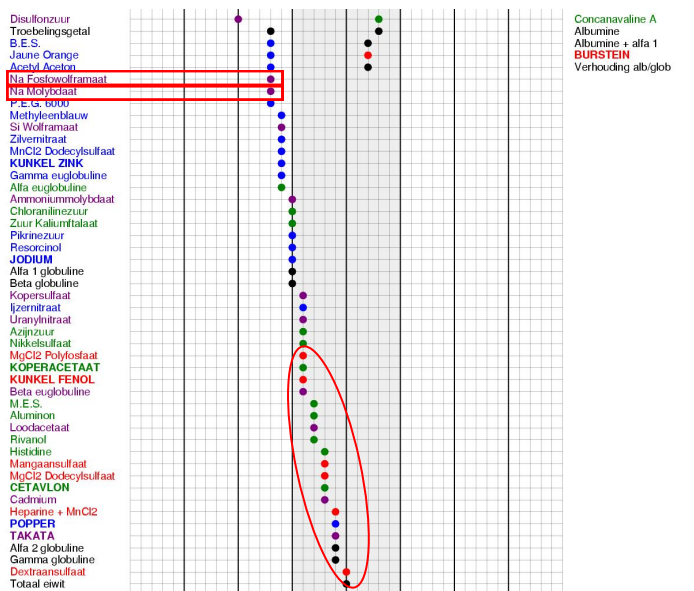 Disulfonzuur
Troebelingsgetal
B.E.S.
Jaune Orange
Acetyl Aceton
Na Fosfowolframaat
Na Molybdaat
P.E.G. 6000
Methyleenblauw
Si Wolframaat
Zilvernitraat
MnCl2 Dodecylsulfaat
KUNKEL ZINK
Gamma euglobuline
Alfa euglobuline
Ammoniummolybdaat
Chloranilinezuur
Zuur Kaliumftalaat
Pikrinezuur
Resorcinol
JODIUM
Alfa 1 globuline
Beta globuline
Kopersulfaat
Ijzernitraat
Uranylnitraat
Azijnzuur
Nikkelsulfaat
MgCl2 Polyfosfaat
KOPERACETAAT
KUNKEL FENOL
Beta euglobuline
M.E.S.
Aluminon
Loodacetaat
Rivanol
Histidine
Mangaansulfaat
MgCl2 Dodecylsulfaat
CETAVLON
Cadmium
Heparine + MnCl2
POPPER
TAKATA
Alfa 2 globuline
Gamma globuline
Dextraansulfaat
Totaal eiwit
Concanavaline A
Albumine
Albumine + alfa 1
BURSTEIN
Verhouding alb/glob